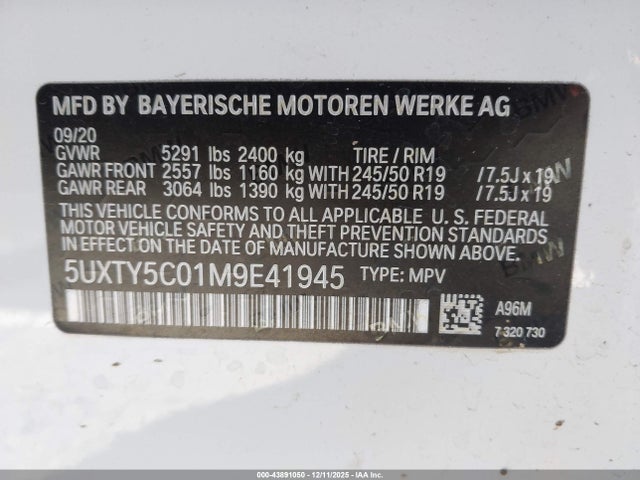 MFD BY BAYERISCHE MOTOREN WERKE AG
09/20
GVWR 5291 lbs 2400 kg TIRE / RIM
GAWR FRONT 2557 lbs 1160 kg WITH 245/50 R19 / 7.5J x 19
GAWR REAR 3064 lbs 1390 kg WITH 245/50 R19 / 7.5J x 19
THIS VEHICLE CONFORMS TO ALL APPLICABLE U. S. FEDERAL
MOTOR VEHICLE SAFETY AND THEFT PREVENTION STANDARDS
IN EFFECT ON THE DATE OF MANUFACTURE SHOWN ABOVE.
5UXTY5C01M9E41945 TYPE: MPV
A96M
7 320 730
000-43891050 - 12/11/2025 - IAAI.CA